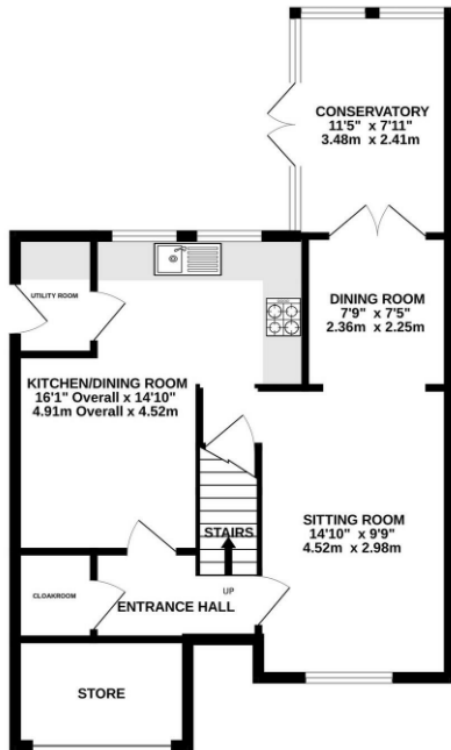 CONSERVATORY
11'5" x 7'11"
3.48m x 2.41m
UTILITY ROOM
DINING ROOM
7'9" x 7'5"
2.36m x 2.25m
KITCHEN/DINING ROOM
16'1" Overall x 14'10"
4.91m Overall x 4.52m
SITTING ROOM
14'10" x 9'9"
4.52m x 2.98m
STAIRS
UP
CLOAKROOM
ENTRANCE HALL
STORE